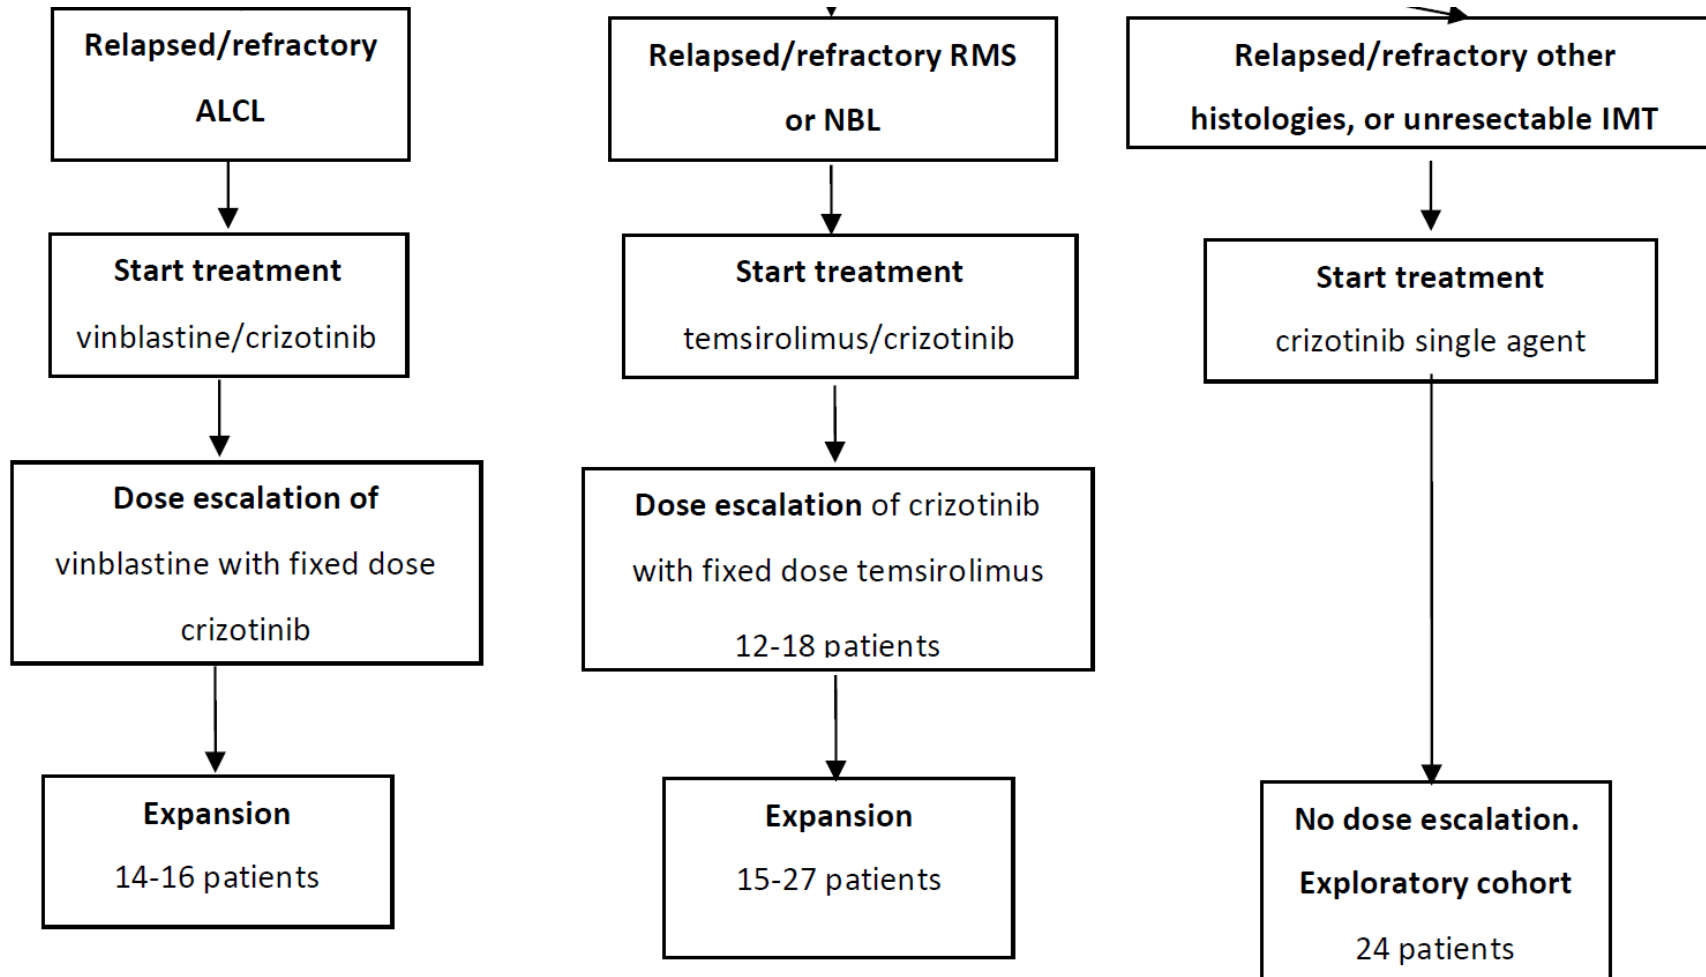 Relapsed/refractory
ALCL
Start treatment
vinblastine/crizotinib
Dose escalation of
vinblastine with fixed dose
crizotinib
Expansion
14-16 patients
Relapsed/refractory RMS
or NBL
Start treatment
temsirolimus/crizotinib
Dose escalation of crizotinib
with fixed dose temsirolimus
12-18 patients
Expansion
15-27 patients
Relapsed/refractory other
histologies, or unresectable IMT
Start treatment
crizotinib single agent
No dose escalation.
Exploratory cohort
24 patients